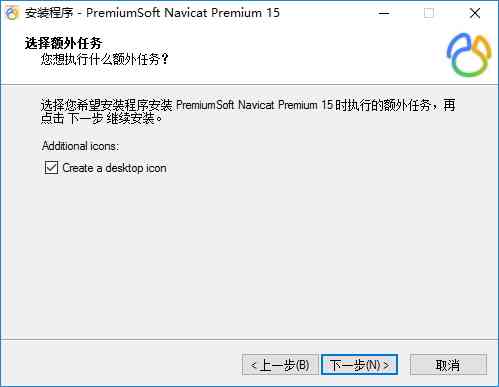 安装程序 - PremiumSoft Navicat Premium 15
选择额外任务
您想执行什么额外任务？
选择您希望安装程序安装 PremiumSoft Navicat Premium 15 时执行的额外任务，再
点击 下一步 继续安装。
Additional icons:
Create a desktop icon
< 上一步(B)
下一步(N) >
取消